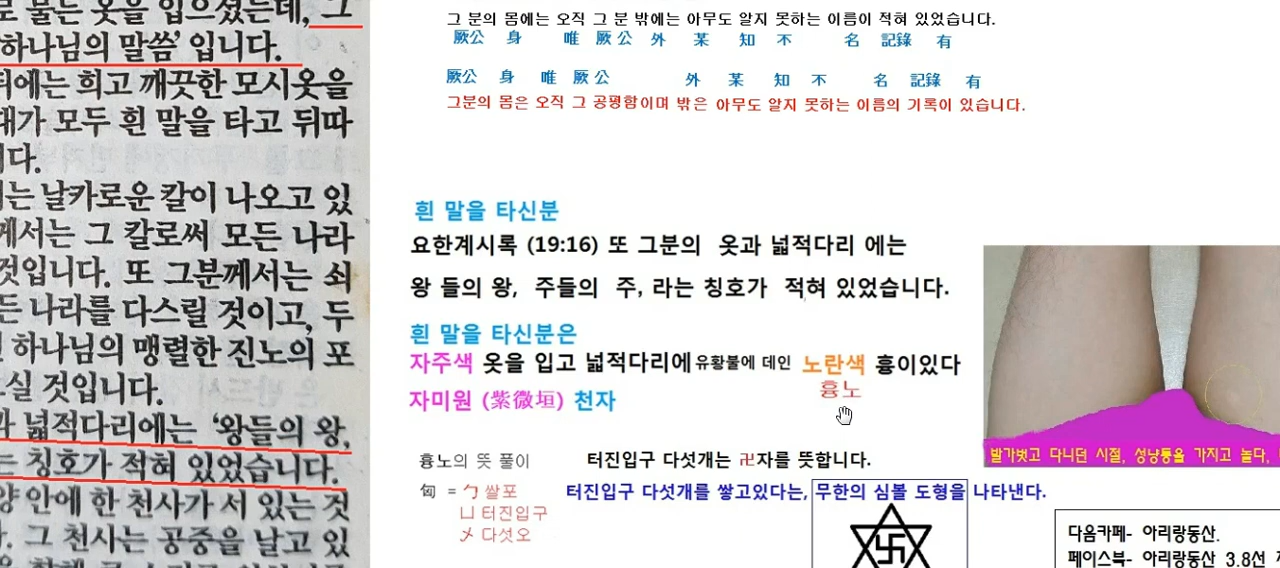 로 물든 옷을 입으셨는데, 그
하나님의 말씀' 입니다.
뒤에는 희고 깨끗한 모시옷을
대가 모두 흰 말을 타고 뒤따
니다.
는 날카로운 칼이 나오고 있
께서는 그 칼로써 모든 나라
것입니다. 또 그분께서는 쇠
든 나라를 다스릴 것이고, 두
하나님의 맹렬한 진노의 포
실 것입니다.
과 넓적다리에는 '왕들의 왕,
는 칭호가 적혀 있었습니다.
양 안에 한 천사가 서 있는 것
. 그 천사는 공중을 날고 있
그 분의 몸에는 오직 그 분 밖에는 아무도 알지 못하는 이름이 적혀 있었습니다.
厥公 身 唯 厥 公 外 某 知 不 名 記錄 有
厥公 身 唯 厥 公 外 某 知 不 名 記錄 有
그분의 몸은 오직 그 공평함이며 밖은 아무도 알지 못하는 이름의 기록이 있습니다.
흰 말을 타신분
요한계시록 (19:16) 또 그분의 옷과 넓적다리 에는
왕 들의 왕, 주들의 주, 라는 칭호가 적혀 있었습니다.
흰 말을 타신분은
자주색 옷을 입고 넓적다리에 유황불에 데인 노란색 흉이있다
흉노
자미원 (紫微垣) 천자
흉노의 뜻 풀이
터진입구 다섯개는 卍자를 뜻합니다.
匈 = 勹 쌀포
凵 터진입구
㐅 다섯오
터진입구 다섯개를 쌓고있다는, 무한의 심볼 도형을 나타낸다.
발가벗고 다니던 시절, 성냥통을 가지고 놀다,
다음카페- 아리랑동산.
페이스북- 아리랑동산 3.8선